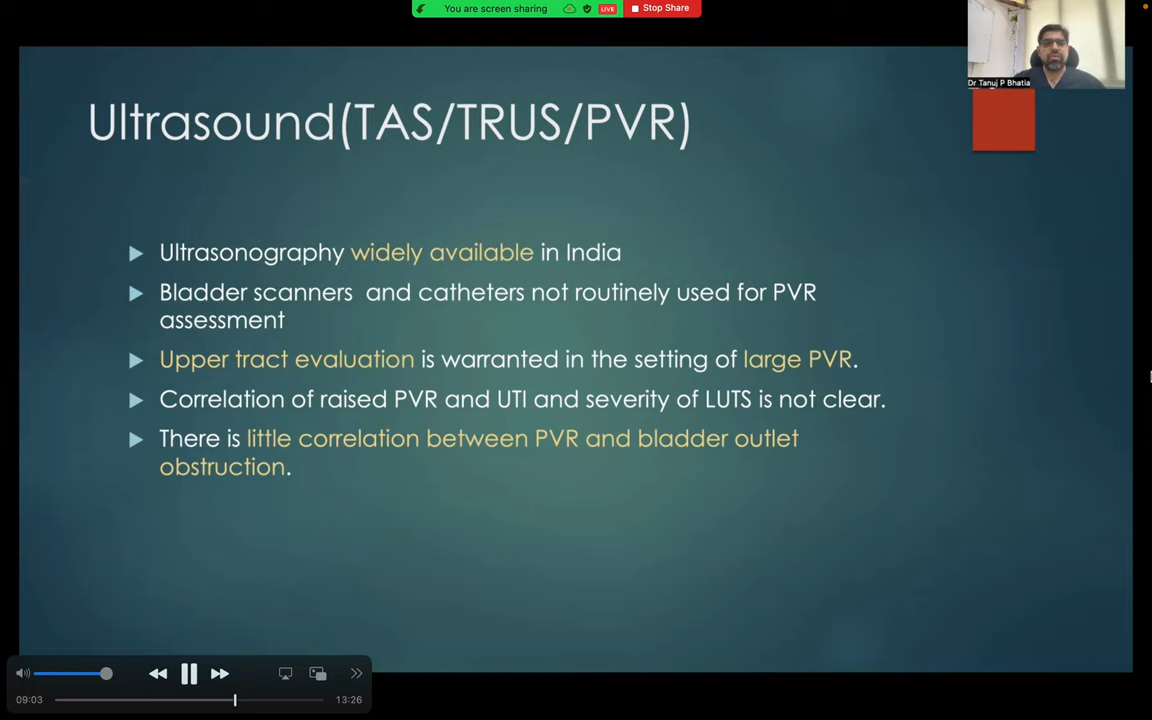 You are screen sharing
LIVE
Stop Share
Dr Tanuj P Bhatia
Ultrasound(TAS/TRUS/PVR)
Ultrasonography widely available in India
Bladder scanners and catheters not routinely used for PVR
assessment
Upper tract evaluation is warranted in the setting of large PVR.
Correlation of raised PVR and UTI and severity of LUTS is not clear.
There is little correlation between PVR and bladder outlet
obstruction.
09:03
13:26